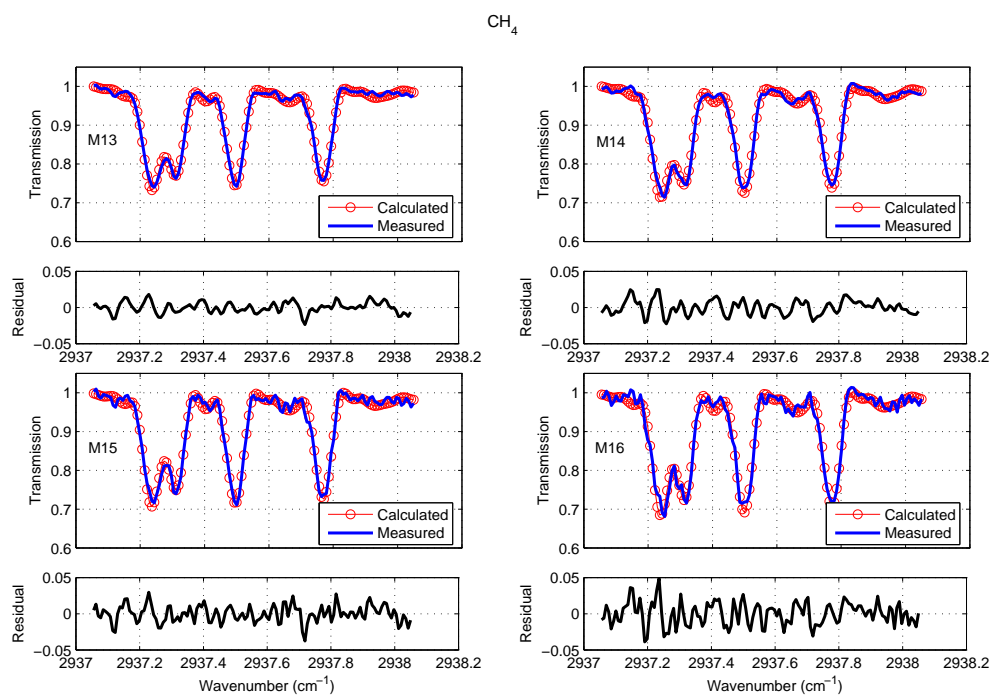 CH4
Transmission
1
0.9
0.8
0.7
0.6
M13
Calculated
Measured
Residual
0.05
0
−0.05
2937
2937.2
2937.4
2937.6
2937.8
2938
2938.2
Transmission
1
0.9
0.8
0.7
0.6
M14
Calculated
Measured
Residual
0.05
0
−0.05
2937
2937.2
2937.4
2937.6
2937.8
2938
2938.2
Transmission
1
0.9
0.8
0.7
0.6
M15
Calculated
Measured
Residual
0.05
0
−0.05
2937
2937.2
2937.4
2937.6
2937.8
2938
2938.2
Wavenumber (cm−1)
Transmission
1
0.9
0.8
0.7
0.6
M16
Calculated
Measured
Residual
0.05
0
−0.05
2937
2937.2
2937.4
2937.6
2937.8
2938
2938.2
Wavenumber (cm−1)